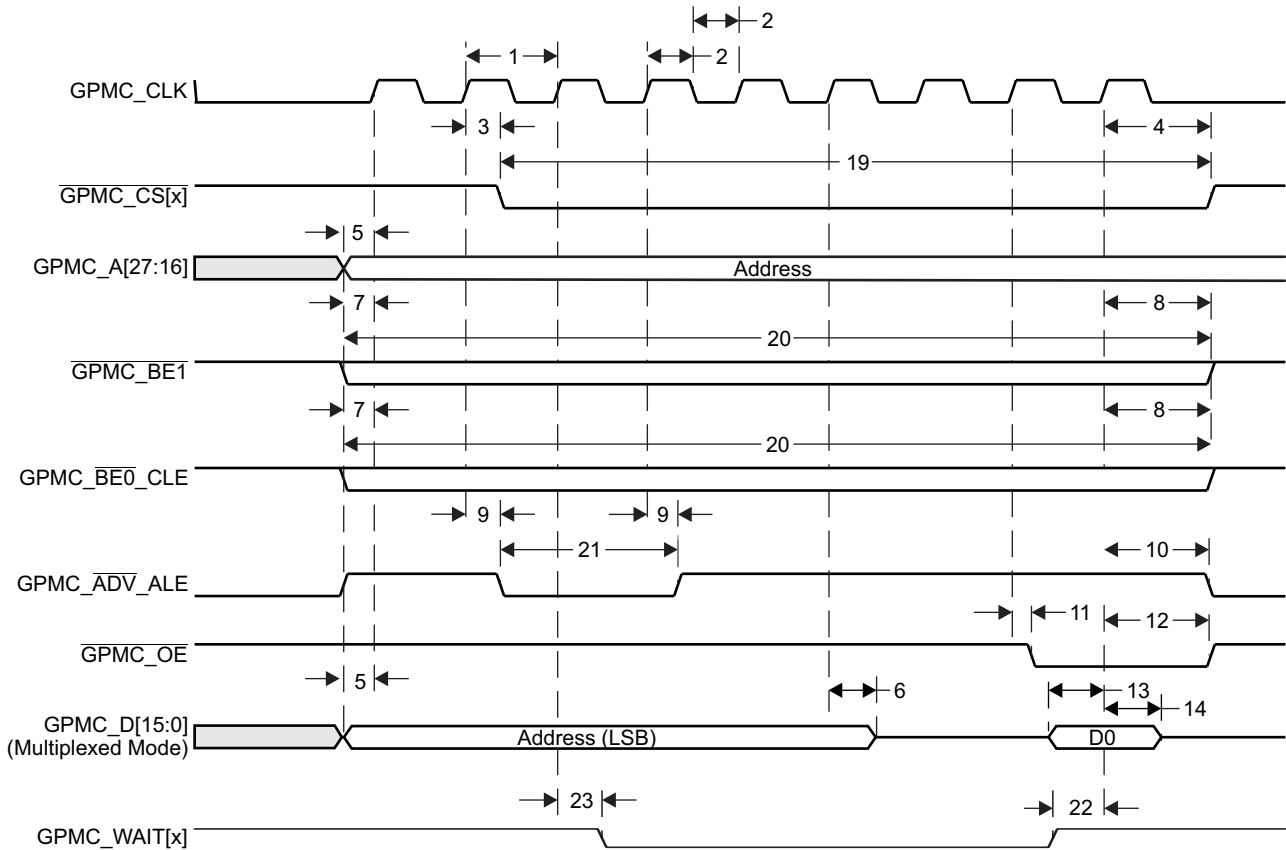 2
1
2
GPMC_CLK
3
4
19
GPMC_CS[x]
5
GPMC_A[27:16]
Address
7
8
20
GPMC_BE1
7
8
20
GPMC_BE0_CLE
9
9
21
10
GPMC_ADV_ALE
11
12
GPMC_OE
5
6
13
14
GPMC_D[15:0]
(Multiplexed Mode)
Address (LSB)
D0
23
22
GPMC_WAIT[x]